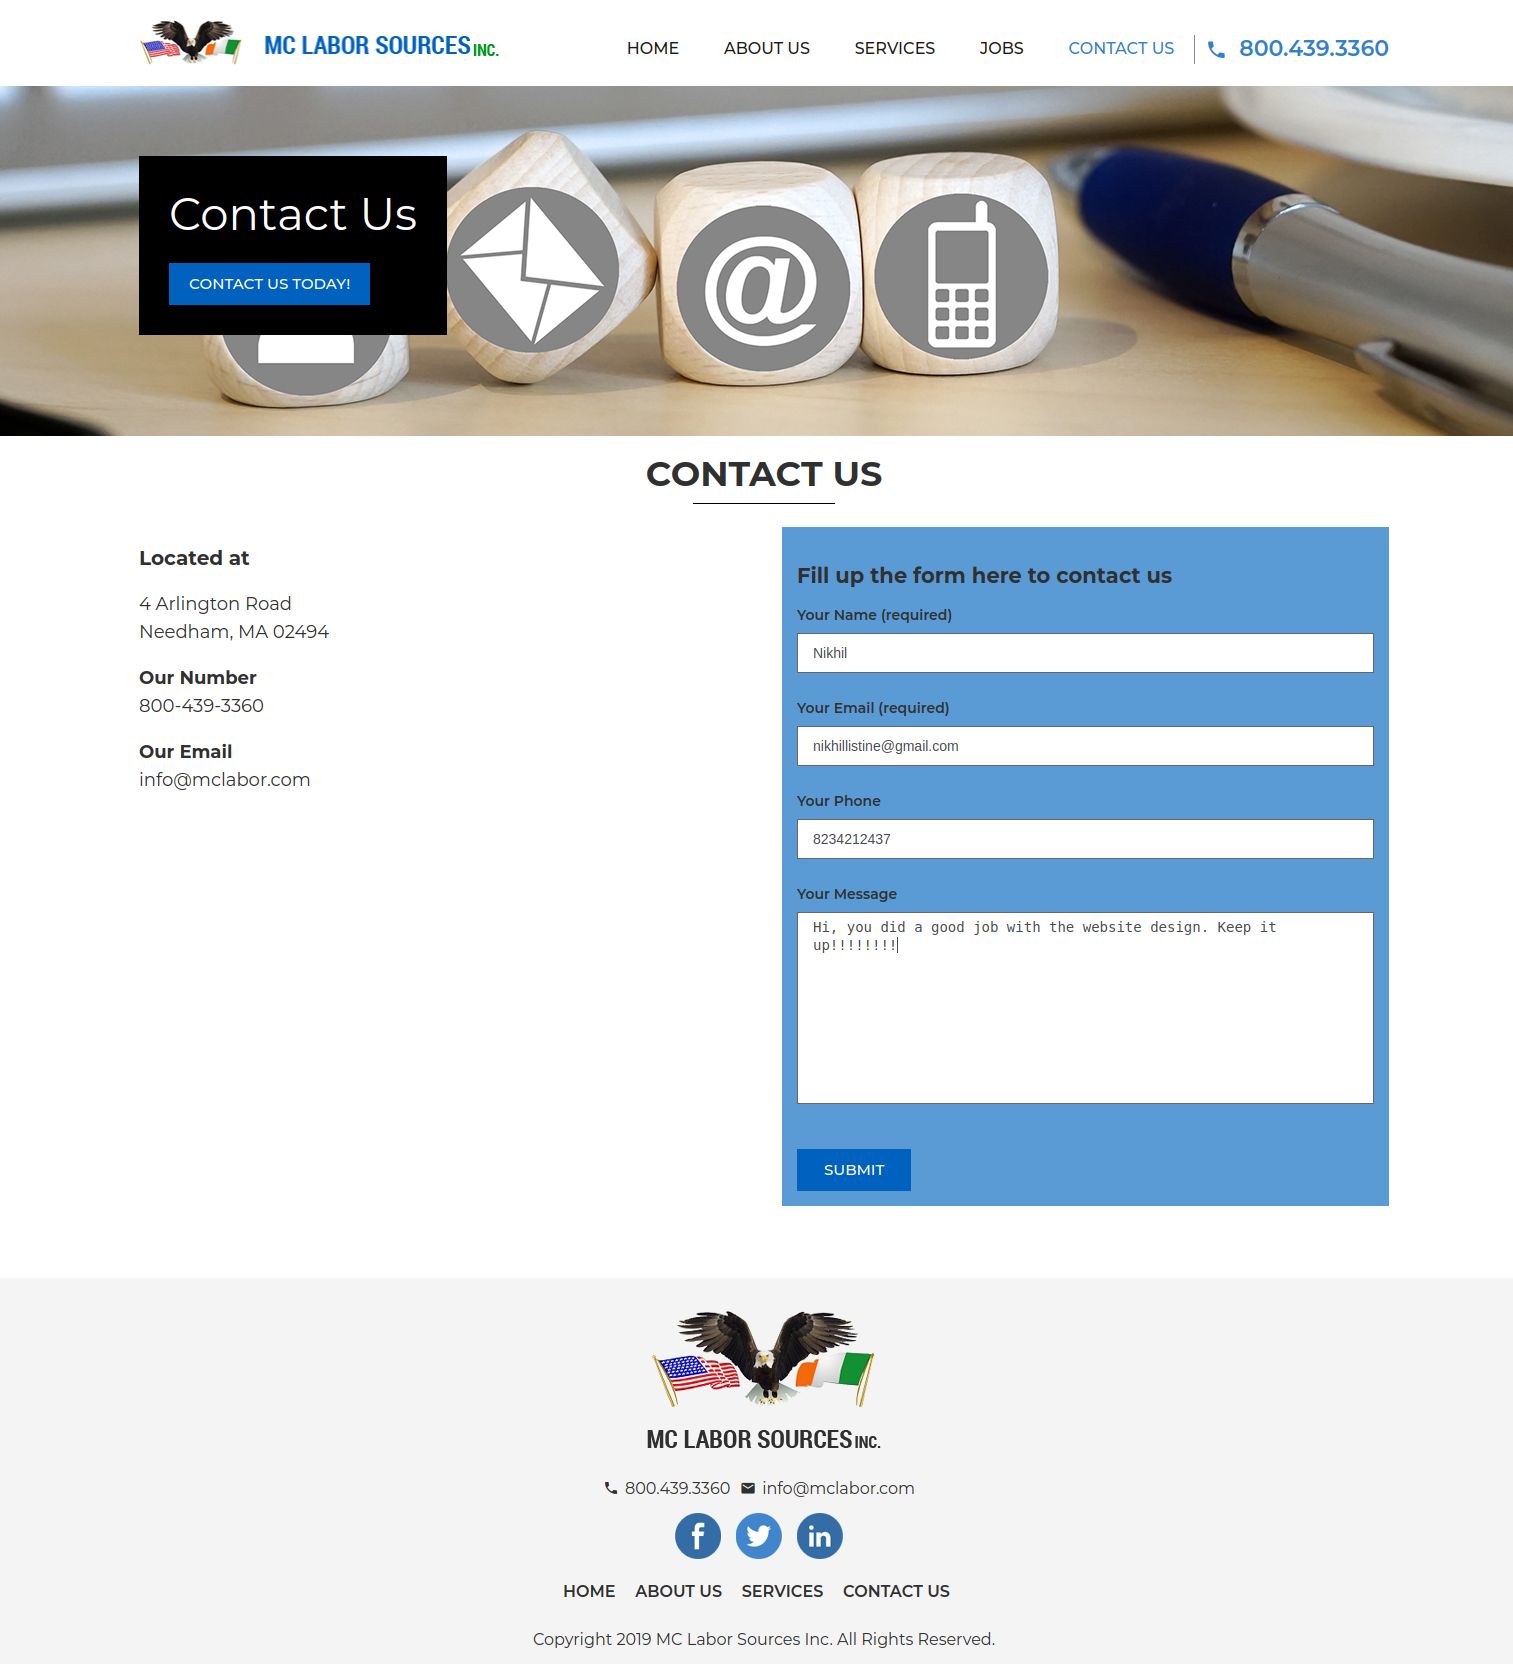 MC LABOR SOURCES INC.
HOME ABOUT US SERVICES JOBS CONTACT US 800.439.3360
Contact Us
CONTACT US TODAY!
@
CONTACT US
Located at
4 Arlington Road
Needham, MA 02494
Our Number
800-439-3360
Our Email
info@mclabor.com
Fill up the form here to contact us
Your Name (required)
Nikhil
Your Email (required)
nikhillistine@gmail.com
Your Phone
8234212437
Your Message
Hi, you did a good job with the website design. Keep it
up!!!!!!!!
SUBMIT
MC LABOR SOURCES INC.
800.439.3360 info@mclabor.com
f in
HOME ABOUT US SERVICES CONTACT US
Copyright 2019 MC Labor Sources Inc. All Rights Reserved.